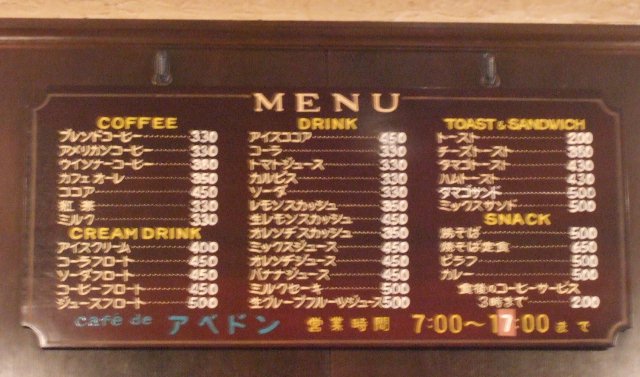 MENU
COFFEE
ブレンドコーヒー 330
アメリカンコーヒー 330
ウインナーコーヒー 380
カフェオーレ 350
ココア 450
紅茶 330
ミルク 330
CREAM DRINK
アイスクリーム 400
コーラフロート 450
ソーダフロート 450
コーヒーフロート 450
ジュースフロート 500
DRINK
アイスココア 450
コーラ 330
トマトジュース 330
カルピス 330
ソーダ 330
レモンスカッシュ 350
生レモンスカッシュ 450
オレンヂスカッシュ 350
ミックスジュース 450
オレンヂジュース 450
バナナジュース 450
ミルクセーキ 500
生グレープフルーツジュース 500
TOAST & SANDWICH
トースト 200
チーズトースト
タマゴトースト 430
ハムトースト 430
タマゴサンド 500
ミックスサンド 500
SNACK
焼そば 500
焼そば定食 650
ピラフ 500
カレー 500
食後のコーヒーサービス
3時まで 200
cafe de アベドン 営業時間 7:00〜17:00まで